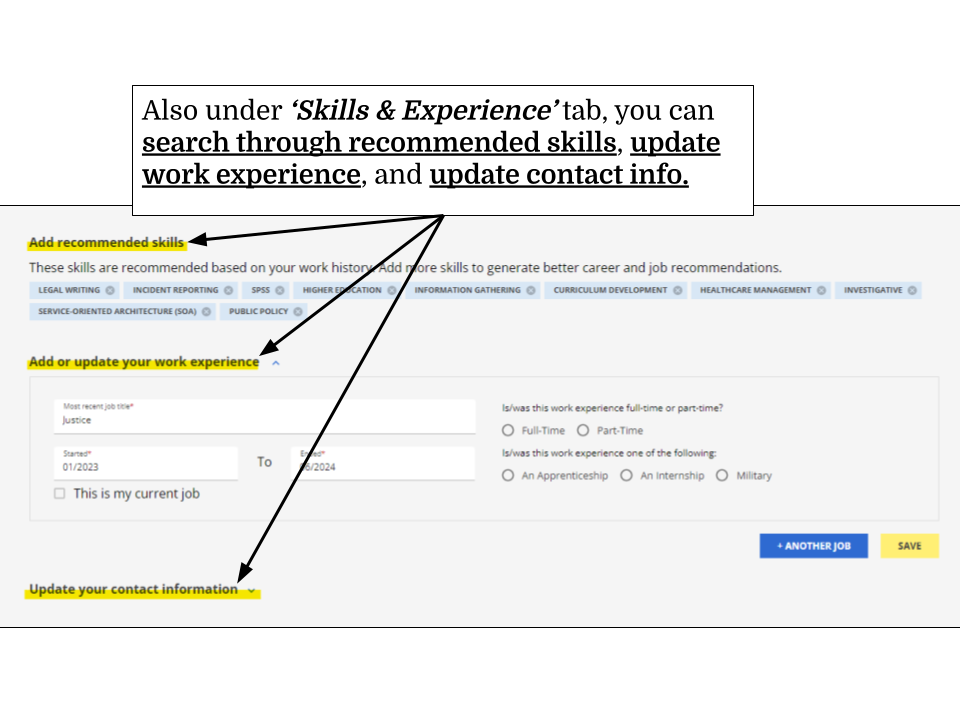 Also under ‘Skills & Experience’ tab, you can
search through recommended skills, update
work experience, and update contact info.
Add recommended skills
These skills are recommended based on your work history. Add more skills to generate better career and job recommendations.
LEGAL WRITING INCIDENT REPORTING SPSS HIGHER EDUCATION INFORMATION GATHERING CURRICULUM DEVELOPMENT HEALTHCARE MANAGEMENT INVESTIGATIVE
SERVICE-ORIENTED ARCHITECTURE (SOA) PUBLIC POLICY
Add or update your work experience
Most recent job title*
Justice
Started*
01/2023
To
Ended*
06/2024
This is my current job
Is/was this work experience full-time or part-time?
Full-Time Part-Time
Is/was this work experience one of the following:
An Apprenticeship An Internship Military
+ ANOTHER JOB SAVE
Update your contact information